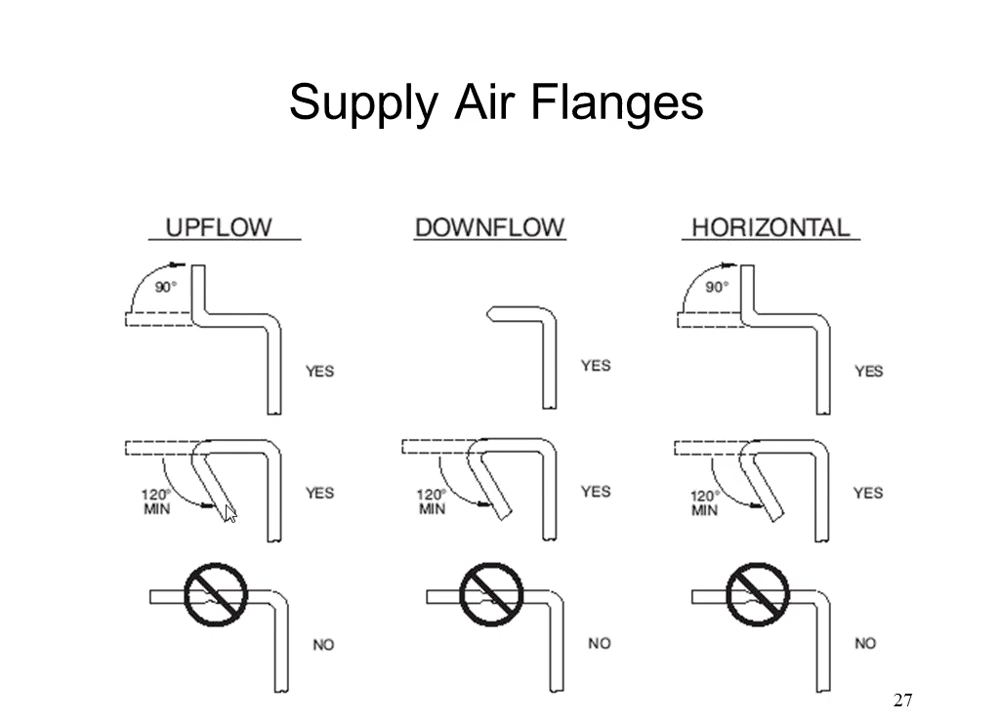 Supply Air Flanges
UPFLOW
DOWNFLOW
HORIZONTAL
90°
90°
YES
YES
YES
120°
MIN
YES
120°
MIN
YES
120°
MIN
YES
NO
NO
NO
27